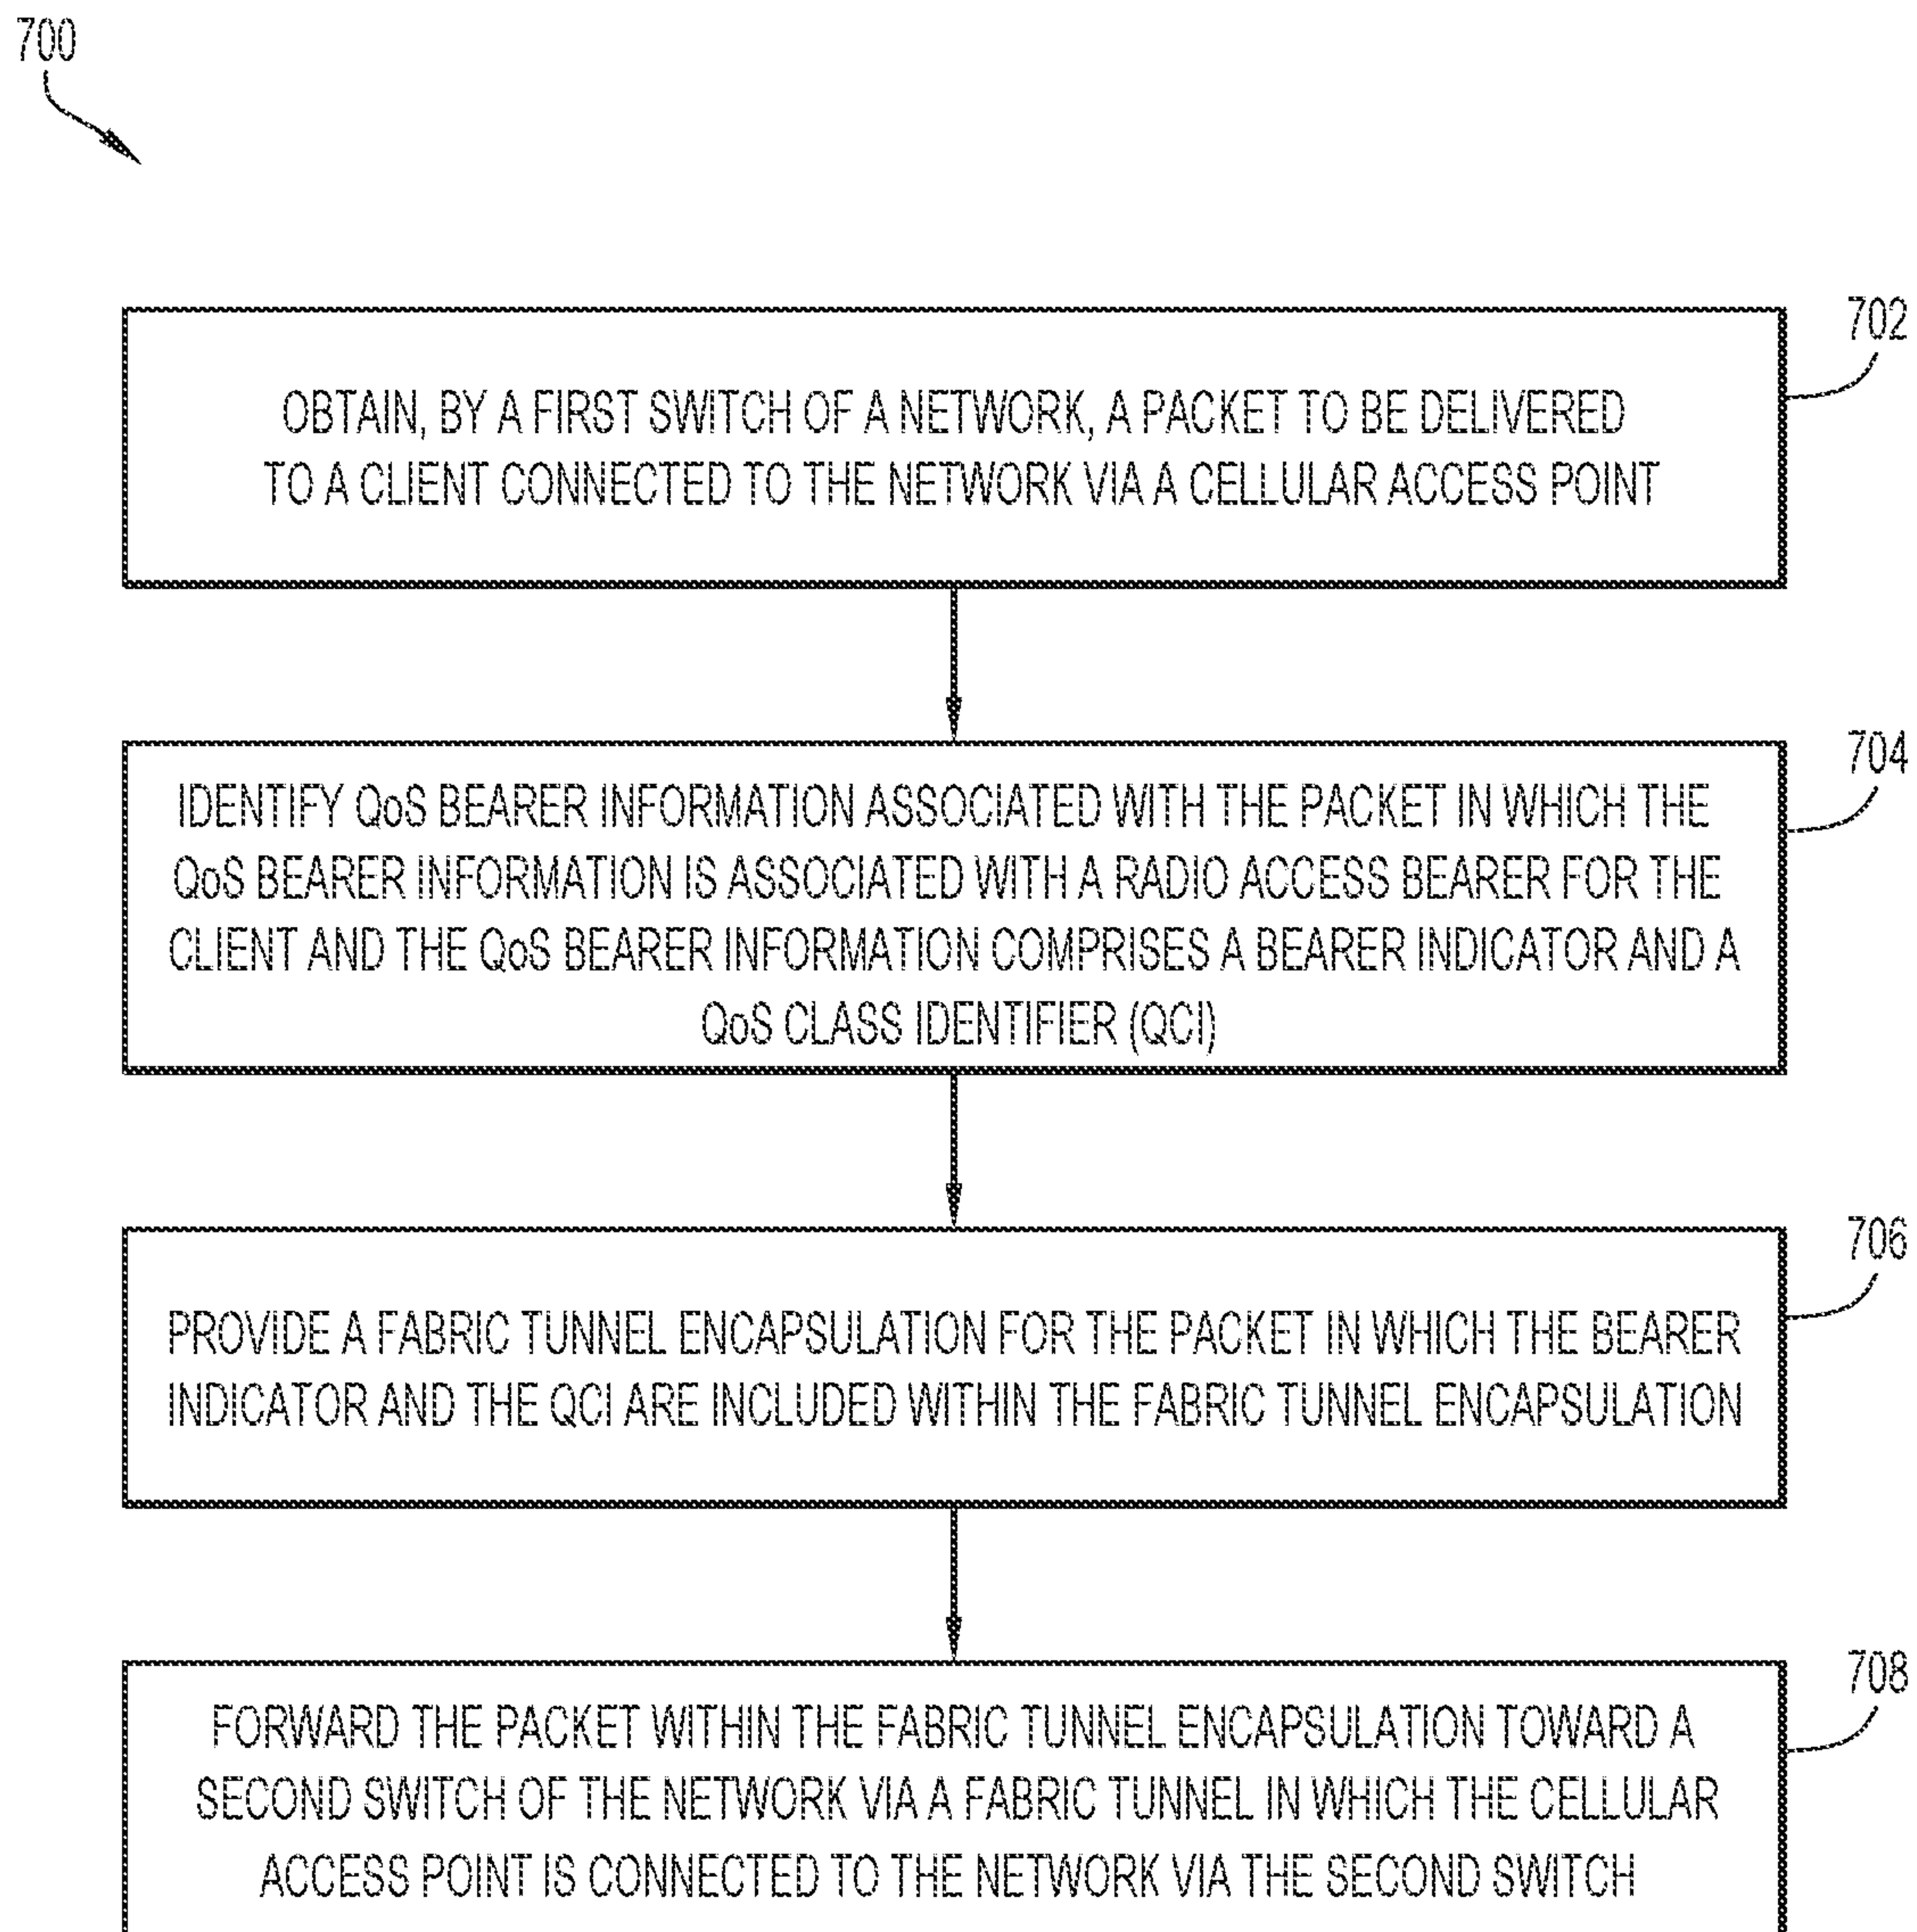 700
702
OBTAIN, BY A FIRST SWITCH OF A NETWORK, A PACKET TO BE DELIVERED
TO A CLIENT CONNECTED TO THE NETWORK VIA A CELLULAR ACCESS POINT
704
IDENTIFY QoS BEARER INFORMATION ASSOCIATED WITH THE PACKET IN WHICH THE
QoS BEARER INFORMATION IS ASSOCIATED WITH A RADIO ACCESS BEARER FOR THE
CLIENT AND THE QoS BEARER INFORMATION COMPRISES A BEARER INDICATOR AND A
QoS CLASS IDENTIFIER (QCI)
706
PROVIDE A FABRIC TUNNEL ENCAPSULATION FOR THE PACKET IN WHICH THE BEARER
INDICATOR AND THE QCI ARE INCLUDED WITHIN THE FABRIC TUNNEL ENCAPSULATION
708
FORWARD THE PACKET WITHIN THE FABRIC TUNNEL ENCAPSULATION TOWARD A
SECOND SWITCH OF THE NETWORK VIA A FABRIC TUNNEL IN WHICH THE CELLULAR
ACCESS POINT IS CONNECTED TO THE NETWORK VIA THE SECOND SWITCH